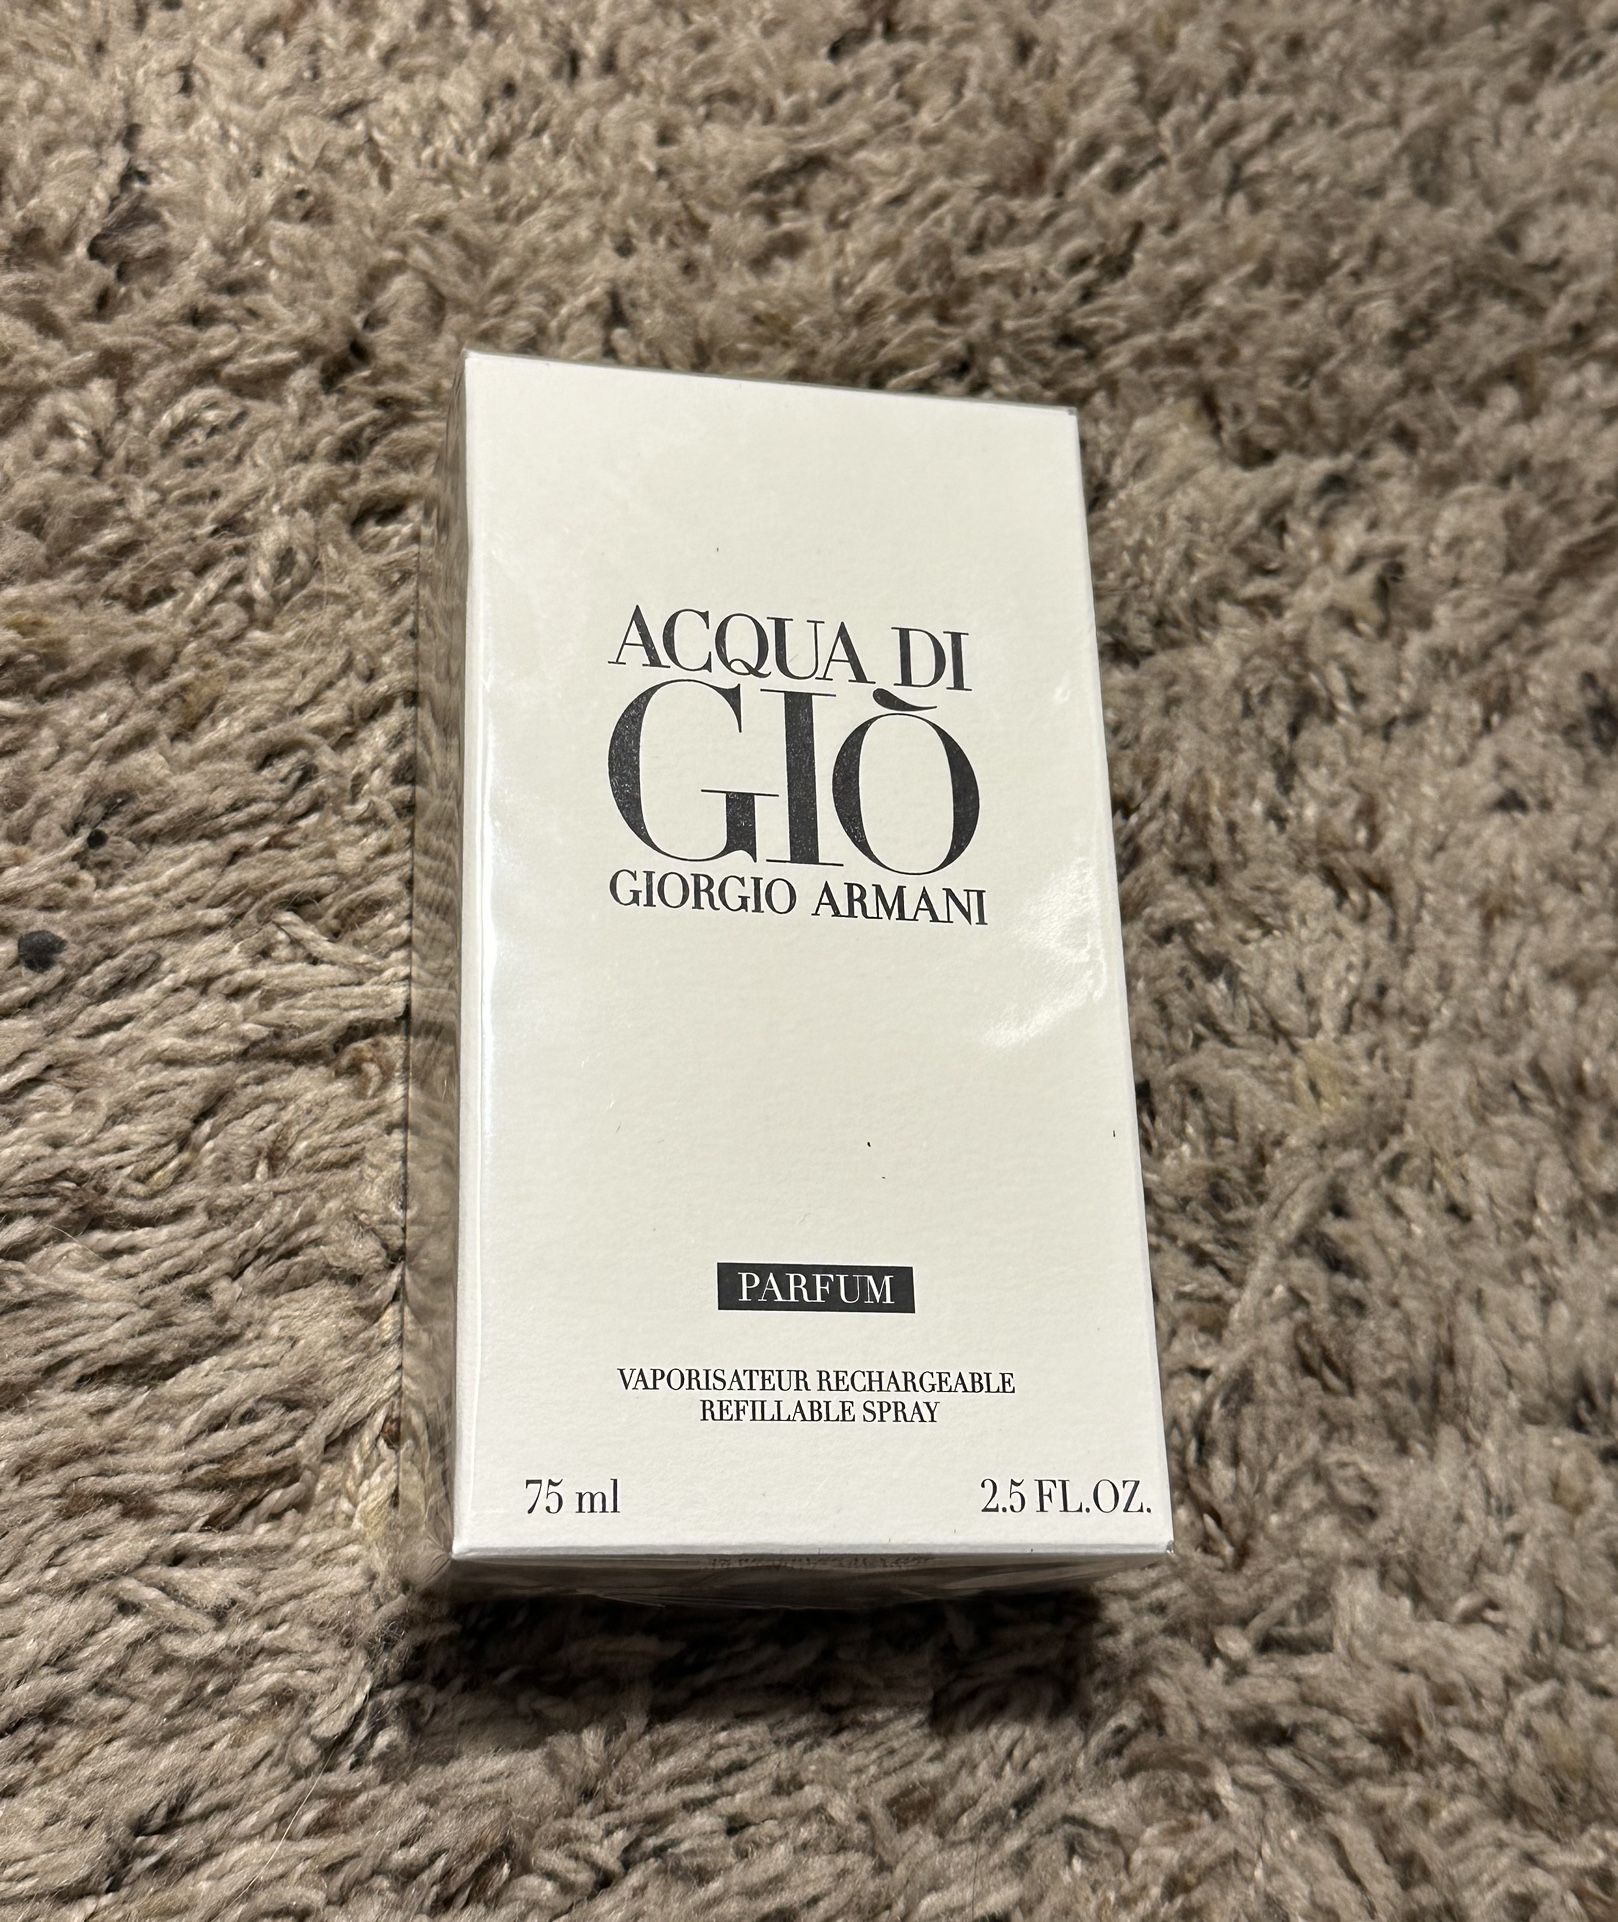 ACQUA DI
GIÒ
GIORGIO ARMANI
PARFUM
VAPORISATEUR RECHARGEABLE
REFILLABLE SPRAY
75 ml 2.5 FL.OZ.